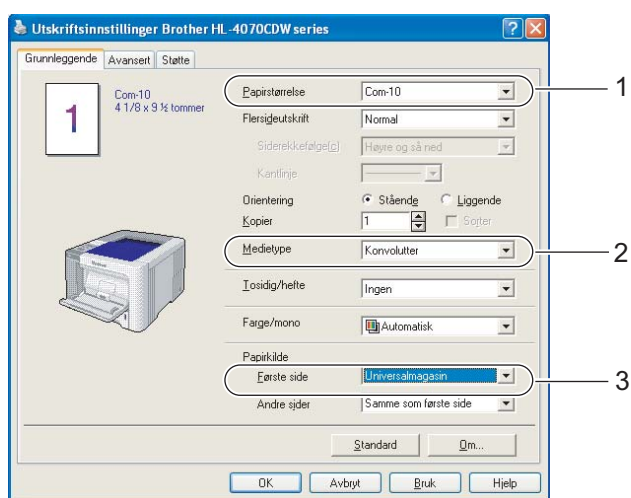 Utskriftsinnstillinger Brother HL-4070CDW series
Grunnleggende Avansert Støtte
1
Com-10
4 1/8 x 9 ½ tommer
Papirstørrelse Com-10 1
Flersideutskrift Normal
Siderekkefølge[c] Høyre og så ned
Kantlinje
Orientering Stående Liggende
Kopier 1 Sorter
Medietype Konvolutter 2
Tosidig/hefte Ingen
Farge/mono Automatisk
Papirkilde
Første side Universalmagasin 3
Andre sider Samme som første side
Standard Om...
OK Avbryt Bruk Hjelp